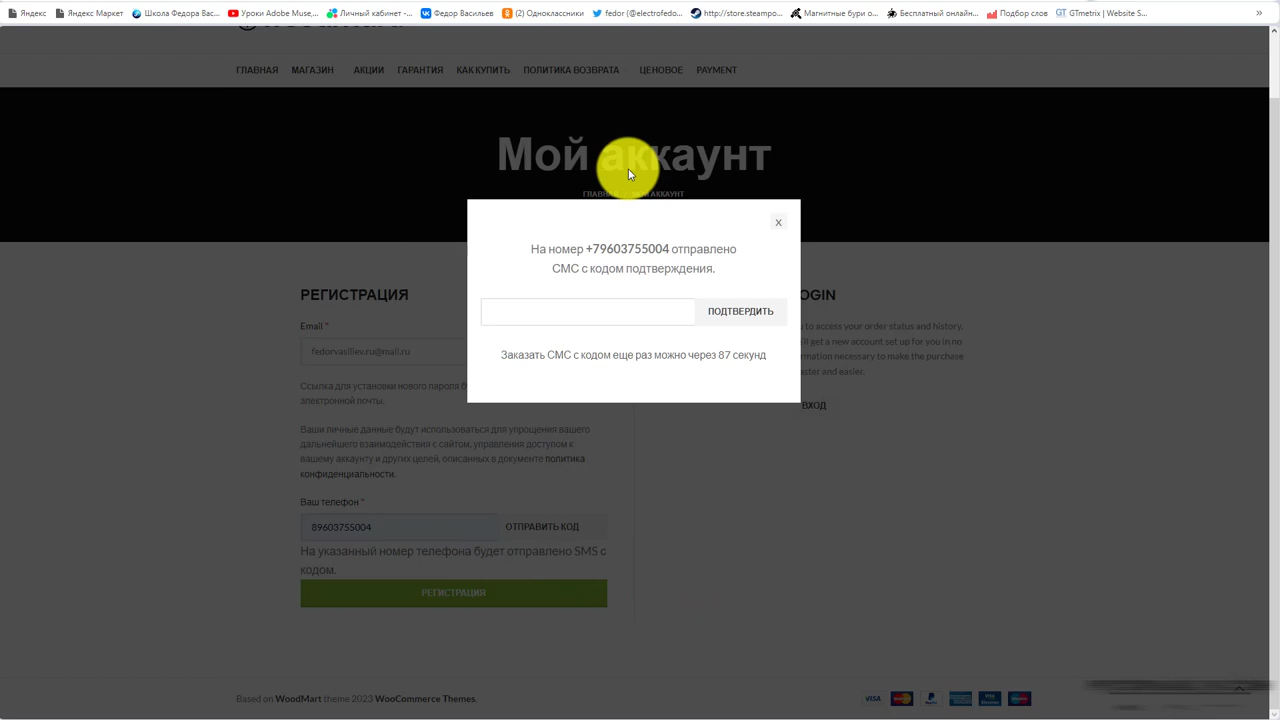 Яндекс Яндекс Маркет Школа Федора Вас... Уроки Adobe Muse,... Личный кабинет -... Федор Васильев (2) Одноклассники fedor (@electrofedo... http://store.steampo... Магнитные бури о... Бесплатный онлайн... Подбор слов GTmetrix | Website S... »
ГЛАВНАЯ МАГАЗИН АКЦИИ ГАРАНТИЯ КАК КУПИТЬ ПОЛИТИКА ВОЗВРАТА ЦЕНОВОЕ PAYMENT
Мой аккаунт
X
На номер +79603755004 отправлено
СМС с кодом подтверждения.
ПОДТВЕРДИТЬ
Заказать СМС с кодом еще раз можно через 87 секунд
РЕГИСТРАЦИЯ
Email *
fedorvasiliev.ru@mail.ru
Ссылка для установки нового пароля
электронной почты.
Ваши личные данные будут использоваться для упрощения вашего
дальнейшего взаимодействия с сайтом, управления доступом к
вашему аккаунту и других целей, описанных в документе политика
конфиденциальности.
Ваш телефон *
89603755004 ОТПРАВИТЬ КОД
На указанный номер телефона будет отправлено SMS с
кодом.
РЕГИСТРАЦИЯ
OGIN
to access your order status and history.
get a new account set up for you in no
necessary to make the purchase
and easier.
ВХОД
Based on WoodMart theme 2023 WooCommerce Themes.
VISA PayPal